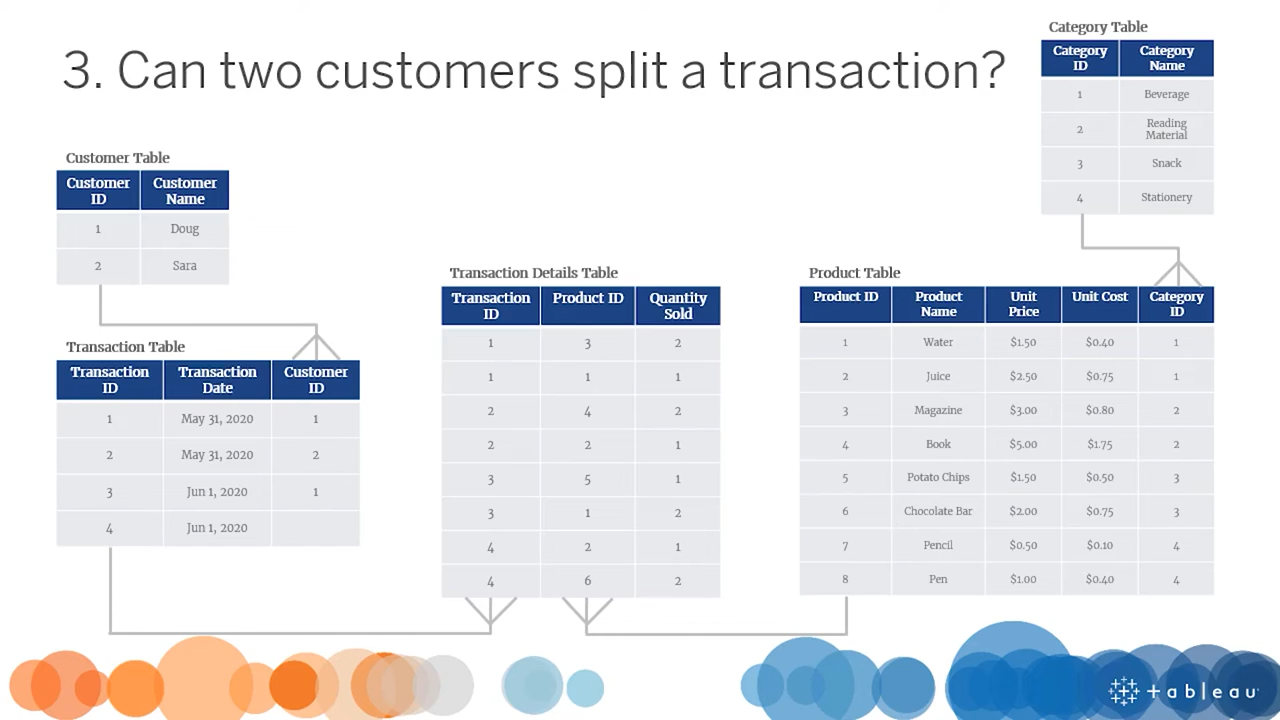 3. Can two customers split a transaction?
Category Table
Category ID Category Name
1 Beverage
2 Reading Material
3 Snack
4 Stationery
Customer Table
Customer ID Customer Name
1 Doug
2 Sara
Transaction Table
Transaction ID Transaction Date Customer ID
1 May 31, 2020 1
2 May 31, 2020 2
3 Jun 1, 2020 1
4 Jun 1, 2020
Transaction Details Table
Transaction ID Product ID Quantity Sold
1 3 2
1 1 1
2 4 2
2 2 1
3 5 1
3 1 2
4 2 1
4 6 2
Product Table
Product ID Product Name Unit Price Unit Cost Category ID
1 Water $1.50 $0.40 1
2 Juice $2.50 $0.75 1
3 Magazine $3.00 $0.80 2
4 Book $5.00 $1.75 2
5 Potato Chips $1.50 $0.50 3
6 Chocolate Bar $2.00 $0.75 3
7 Pencil $0.50 $0.10 4
8 Pen $1.00 $0.40 4
tableau